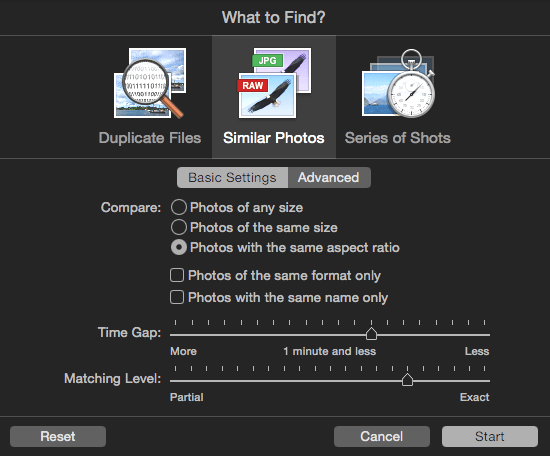 What to Find?
JPG
RAW
Duplicate Files
Similar Photos
Series of Shots
Basic Settings
Advanced
Compare:
Photos of any size
Photos of the same size
Photos with the same aspect ratio
Photos of the same format only
Photos with the same name only
Time Gap:
More
1 minute and less
Less
Matching Level:
Partial
Exact
Reset
Cancel
Start